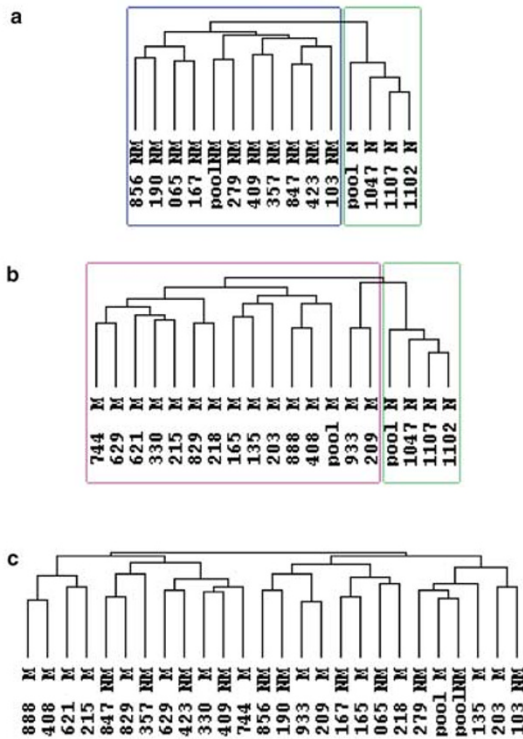 a
856 NM
190 NM
065 NM
167 NM
poolNM
279 NM
409 NM
357 NM
847 NM
423 NM
103 NM
pool N
1047 N
1107 N
1102 N
b
744 M
629 M
621 M
330 M
215 M
829 M
218 M
165 M
135 M
203 M
888 M
408 M
pool M
933 M
209 M
pool N
1047 N
1107 N
1102 N
c
888 M
408 M
621 M
215 M
847 NM
829 M
357 NM
629 M
423 NM
330 M
409 NM
744 M
856 NM
190 NM
933 M
209 M
167 NM
165 M
065 NM
218 M
279 NM
pool M
poolNM
135 M
203 M
103 NM